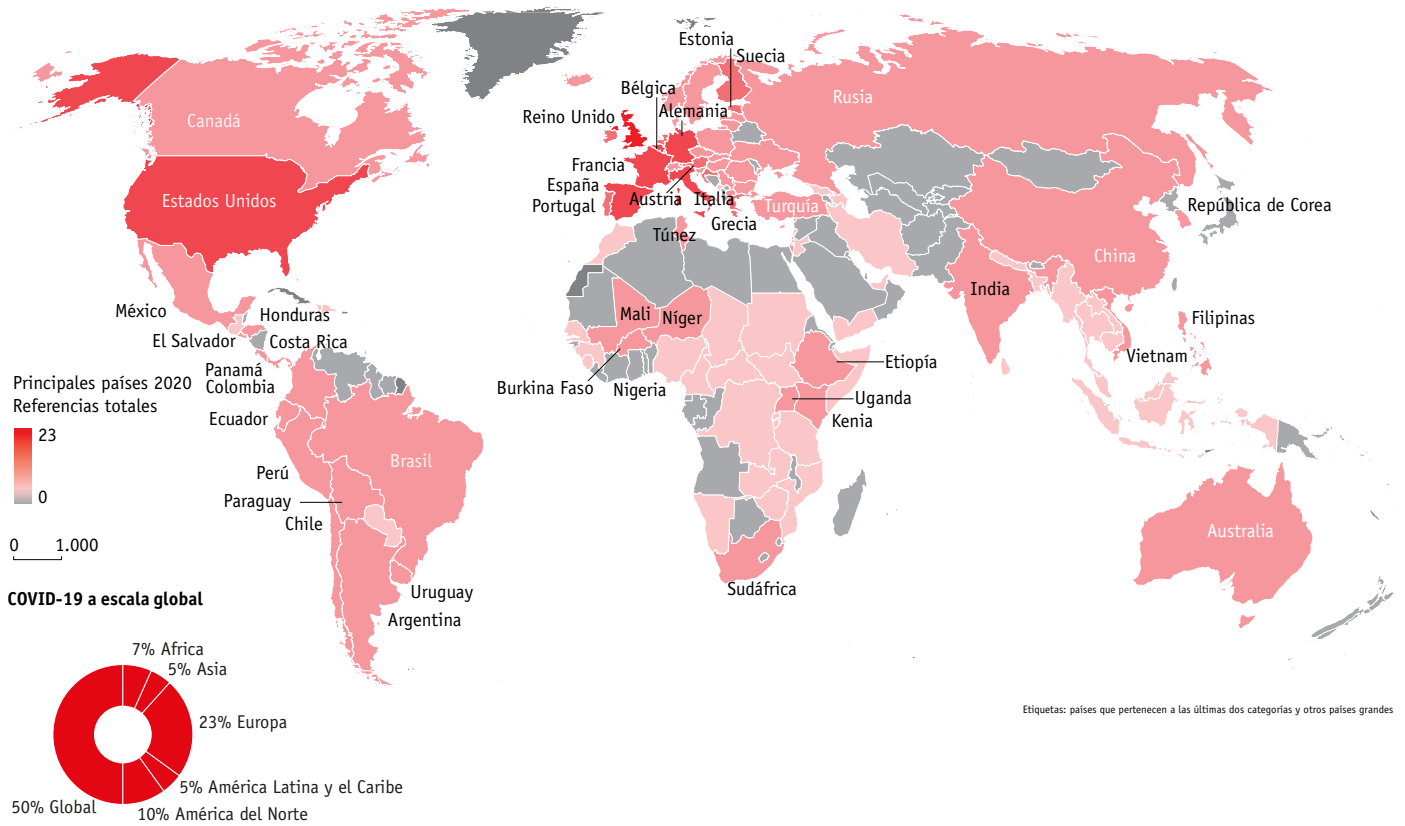 Estonia
Suecia
Bélgica
Alemania
Reino Unido
Rusia
Canadá
Francia
España
Portugal
Austria
Italia
Grecia
Turquía
Estados Unidos
República de Corea
Túnez
China
India
México
Honduras
El Salvador
Costa Rica
Mali
Níger
Filipinas
Vietnam
Panamá
Colombia
Burkina Faso
Nigeria
Etiopía
Uganda
Kenia
Ecuador
Perú
Brasil
Paraguay
Chile
Australia
Sudáfrica
Uruguay
Argentina
Principales países 2020
Referencias totales
23
0
0 1.000
COVID-19 a escala global
7% Africa
5% Asia
23% Europa
5% América Latina y el Caribe
10% América del Norte
50% Global
Etiquetas: países que pertenecen a las últimas dos categorías y otros países grandes